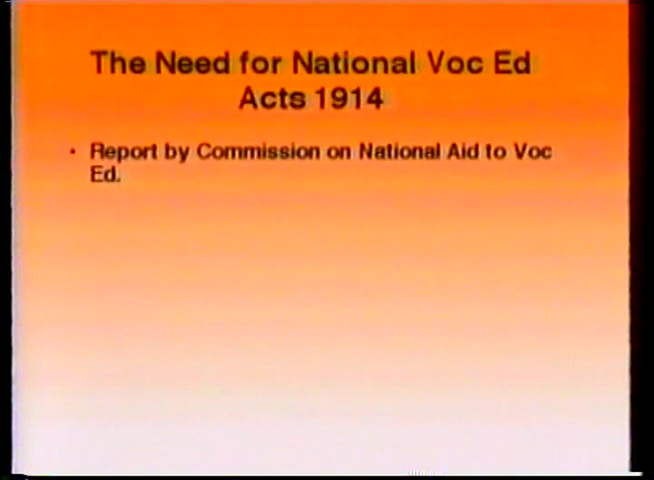 The Need for National Voc Ed
Acts 1914
• Report by Commission on National Aid to Voc
Ed.